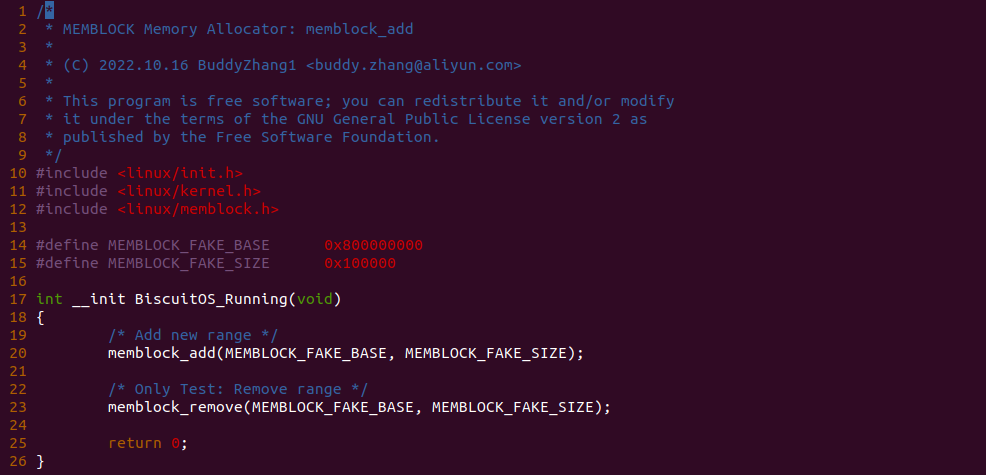 1 /*
2  * MEMBLOCK Memory Allocator: memblock_add
3  *
4  * (C) 2022.10.16 BuddyZhang1 <buddy.zhang@aliyun.com>
5  *
6  * This program is free software; you can redistribute it and/or modify
7  * it under the terms of the GNU General Public License version 2 as
8  * published by the Free Software Foundation.
9  */
10 #include <linux/init.h>
11 #include <linux/kernel.h>
12 #include <linux/memblock.h>
13
14 #define MEMBLOCK_FAKE_BASE      0x800000000
15 #define MEMBLOCK_FAKE_SIZE      0x100000
16
17 int __init BiscuitOS_Running(void)
18 {
19         /* Add new range */
20         memblock_add(MEMBLOCK_FAKE_BASE, MEMBLOCK_FAKE_SIZE);
21
22         /* Only Test: Remove range */
23         memblock_remove(MEMBLOCK_FAKE_BASE, MEMBLOCK_FAKE_SIZE);
24
25         return 0;
26 }